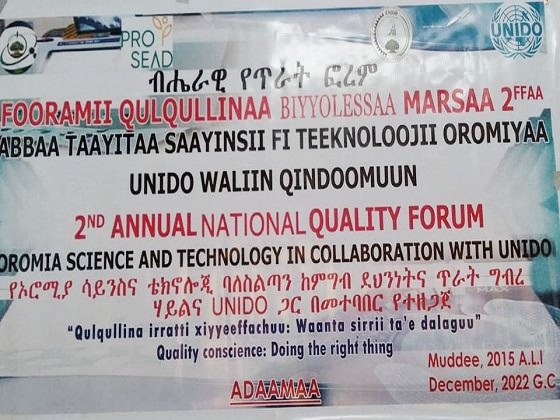 PRO
SEAD
UNIDO
ብሔራዊ የጥራት ፎረም
FOORAMII QULQULLINAA BIYYOLESSAA MARSAA 2FFAA
ABBAA TAAYITAA SAAYINSII FI TEEKNOLOOJII OROMIYAA
UNIDO WALIIN QINDOOMUUN
2ND ANNUAL NATIONAL QUALITY FORUM
OROMIA SCIENCE AND TECHNOLOGY IN COLLABORATION WITH UNIDO
የኦሮሚያ ሳይንስና ቴክኖሎጂ ባለስልጣን ከምግብ ደህንነትና ጥራት ግብረ
ሃይልና UNIDO ጋር በመተባበር የተዘጋጀ
“Qulqullina irratti xiyyeeffachuu: Waanta sirrii ta'e dalaguu”
Quality conscience: Doing the right thing
Muddee, 2015 A.L.I
December, 2022 G.C
ADAAMAA